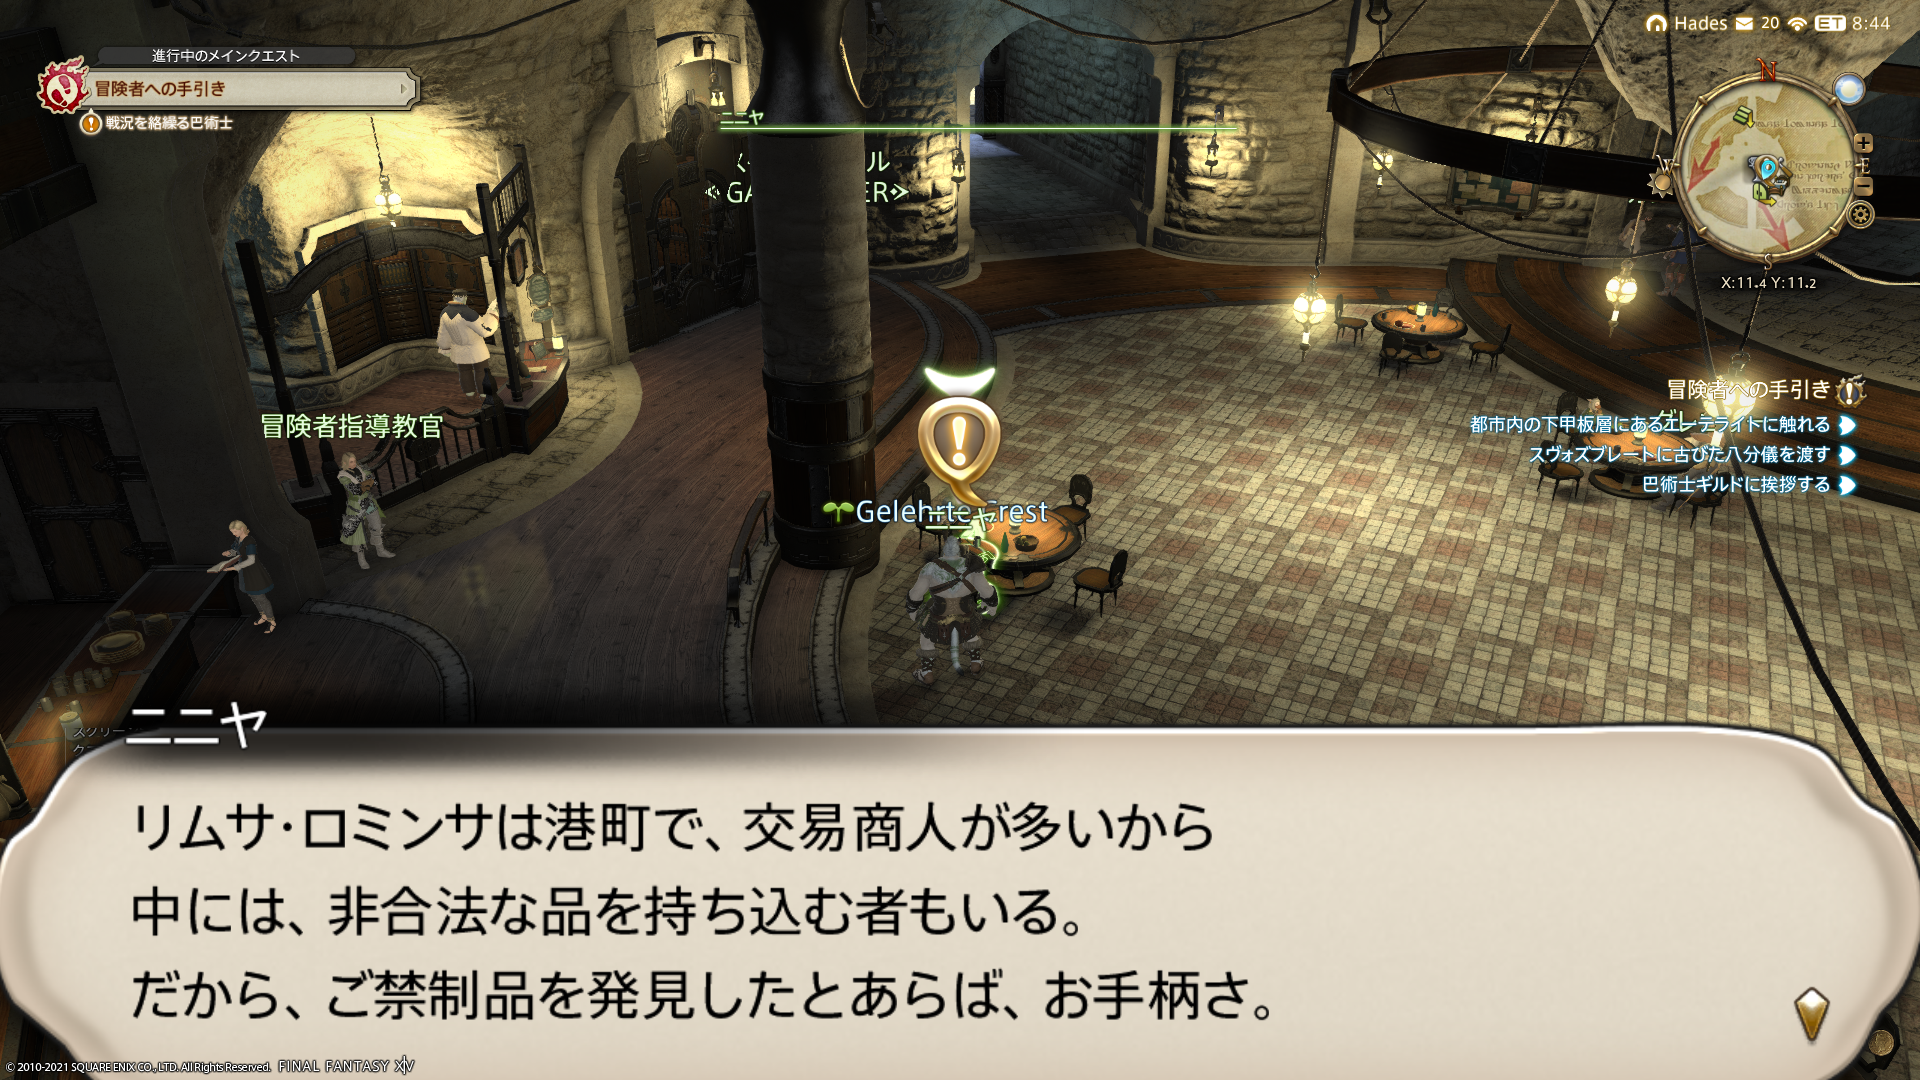 進行中のメインクエスト
冒険者への手引き
戦況を絡繰る巴術士
Hades
20
ET 8:44
ニニヤ
N
W
E
S
X:11.4 Y:11.2
冒険者指導教官
冒険者への手引き
都市内の下甲板層にあるエーテライトに触れる
スヴォズブレートに古びた八分儀を渡す
巴術士ギルドに挨拶する
Gelehrte Crest
ニニヤ
ニニヤ
リムサ・ロミンサは港町で、交易商人が多いから
中には、非合法な品を持ち込む者もいる。
だから、ご禁制品を発見したとあらば、お手柄さ。
© 2010-2021 SQUARE ENIX CO., LTD. All Rights Reserved. FINAL FANTASY XIV